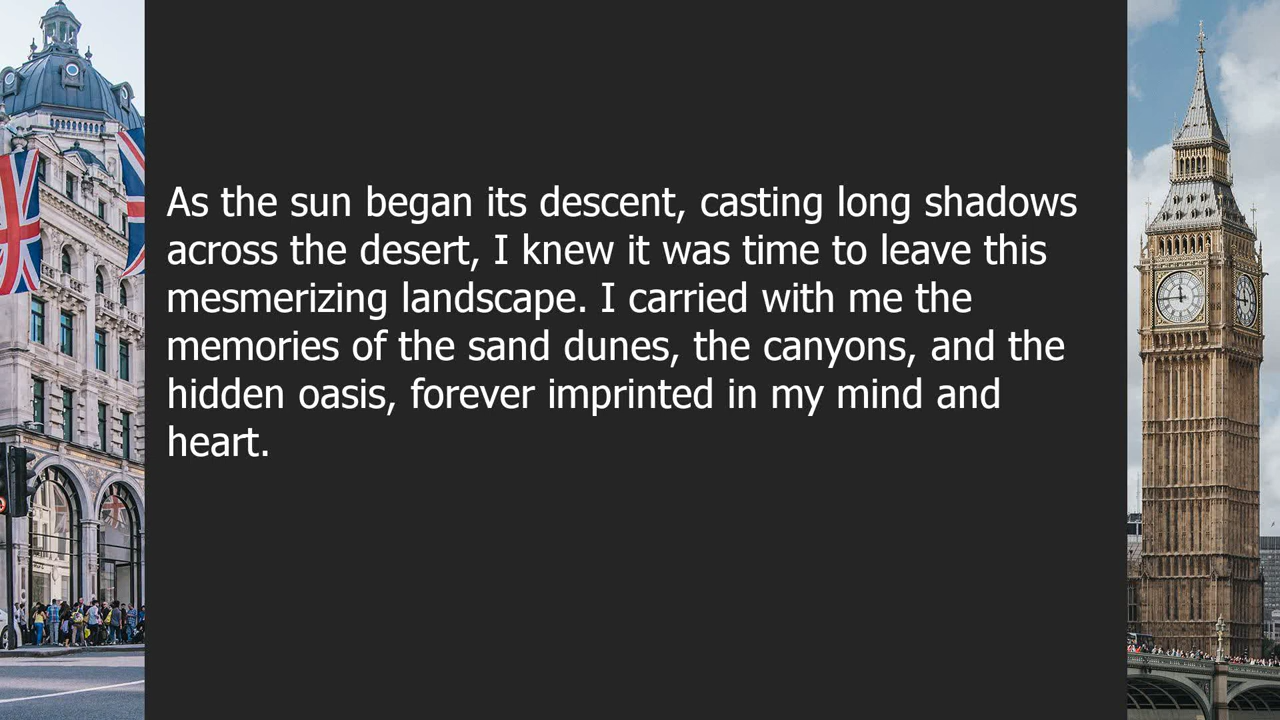 As the sun began its descent, casting long shadows
across the desert, I knew it was time to leave this
mesmerizing landscape. I carried with me the
memories of the sand dunes, the canyons, and the
hidden oasis, forever imprinted in my mind and
heart.